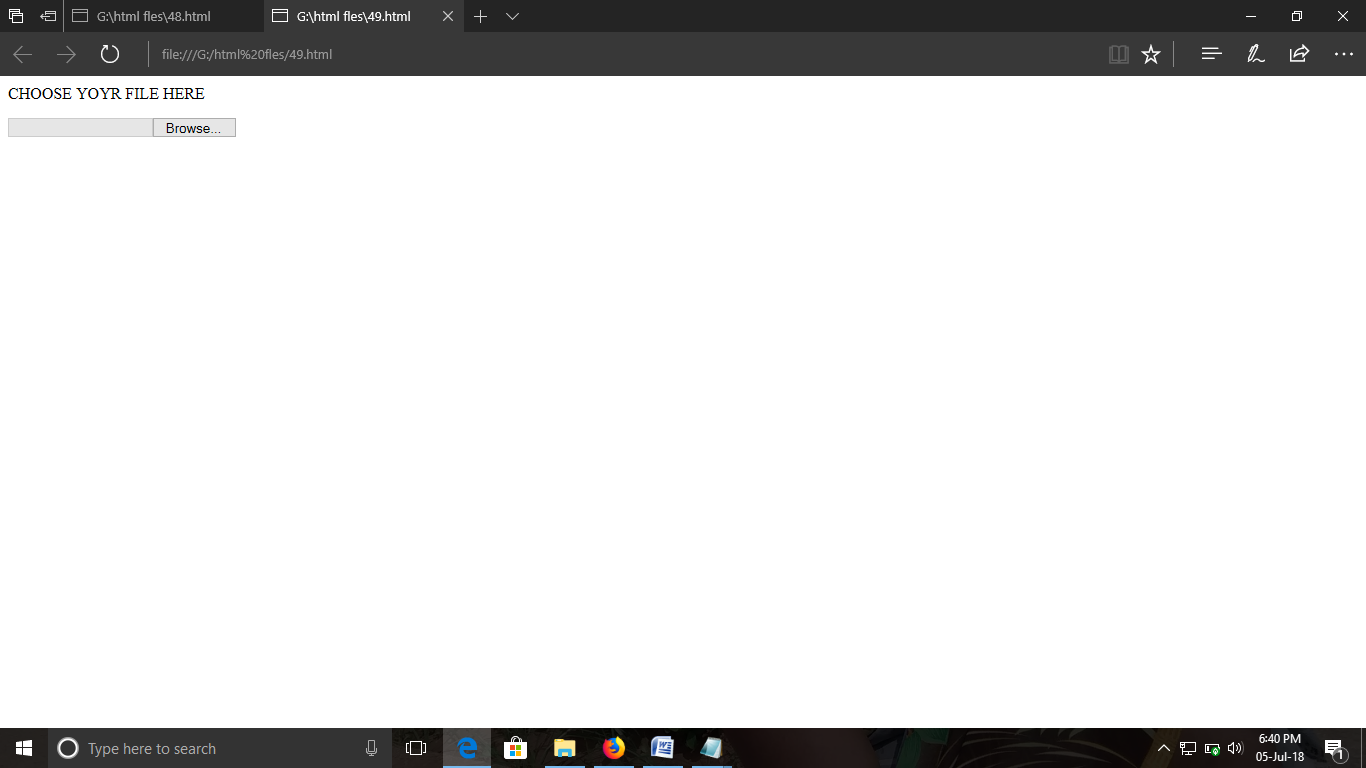 G:\html fles\48.html
G:\html fles\49.html
file:///G:/html%20fles/49.html
CHOOSE YOYR FILE HERE
Browse...
Type here to search
6:40 PM
05-Jul-18
1